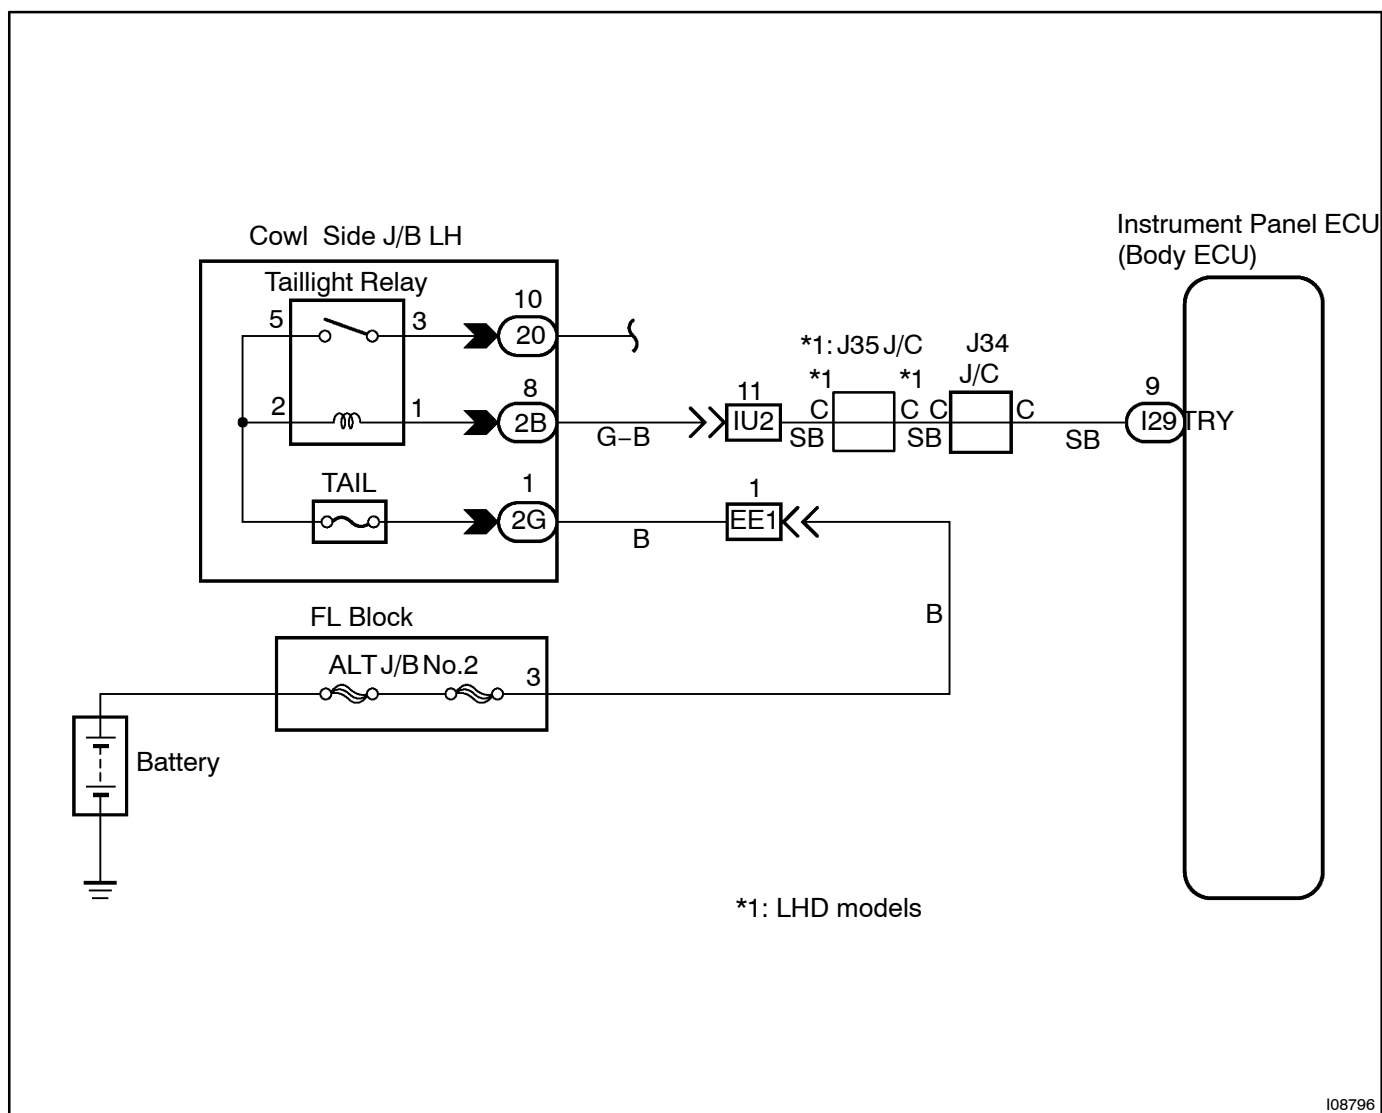 Instrument Panel ECU
(Body ECU)
Cowl Side J/B LH
Taillight Relay
5
3
10
20
2
1
8
2B
G-B
11
IU2
*1: J35 J/C
*1
*1
C
SB
C
C
SB
J34
J/C
C
SB
9
I29
TRY
TAIL
1
2G
B
1
EE1
B
FL Block
ALT J/B No.2
3
Battery
*1: LHD models
I08796